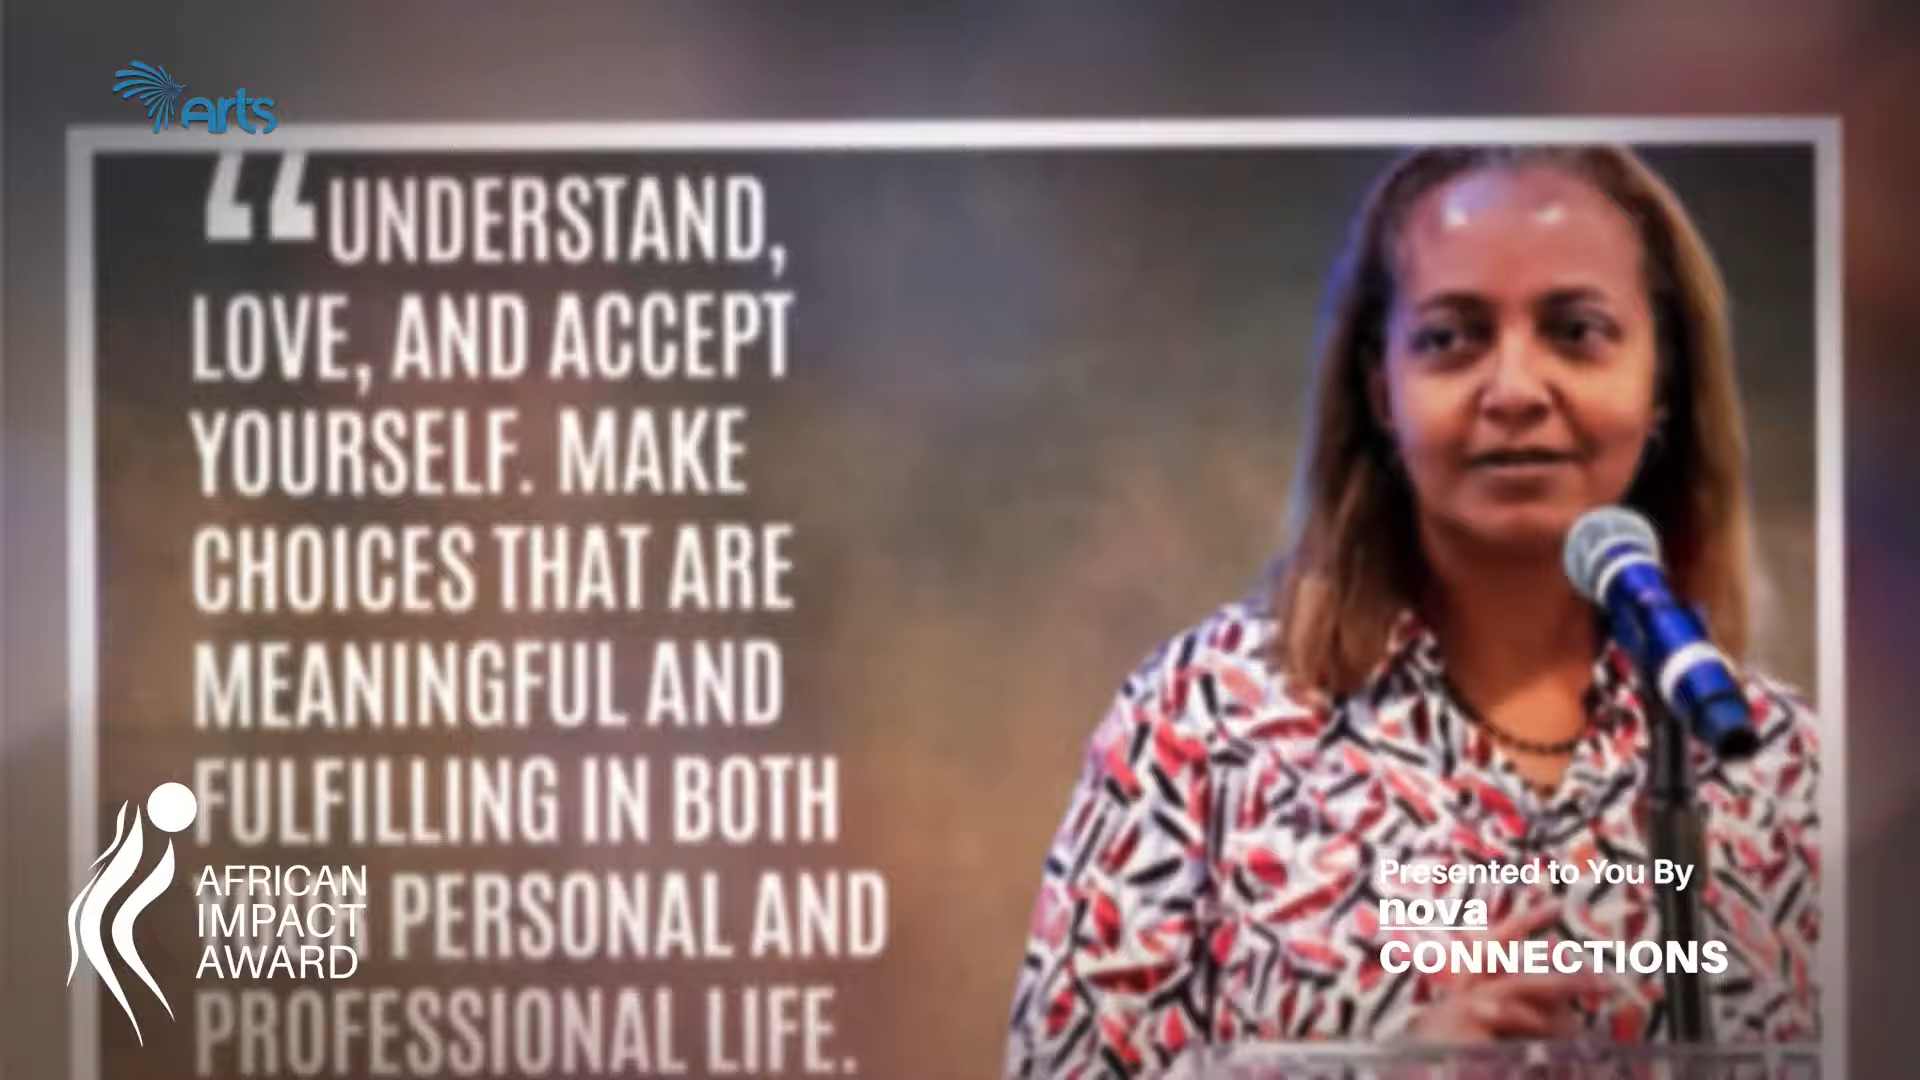 arts
“UNDERSTAND,
LOVE, AND ACCEPT
YOURSELF. MAKE
CHOICES THAT ARE
MEANINGFUL AND
FULFILLING IN BOTH
PERSONAL AND
PROFESSIONAL LIFE.
AFRICAN
IMPACT
AWARD
Presented to You By
nova
CONNECTIONS